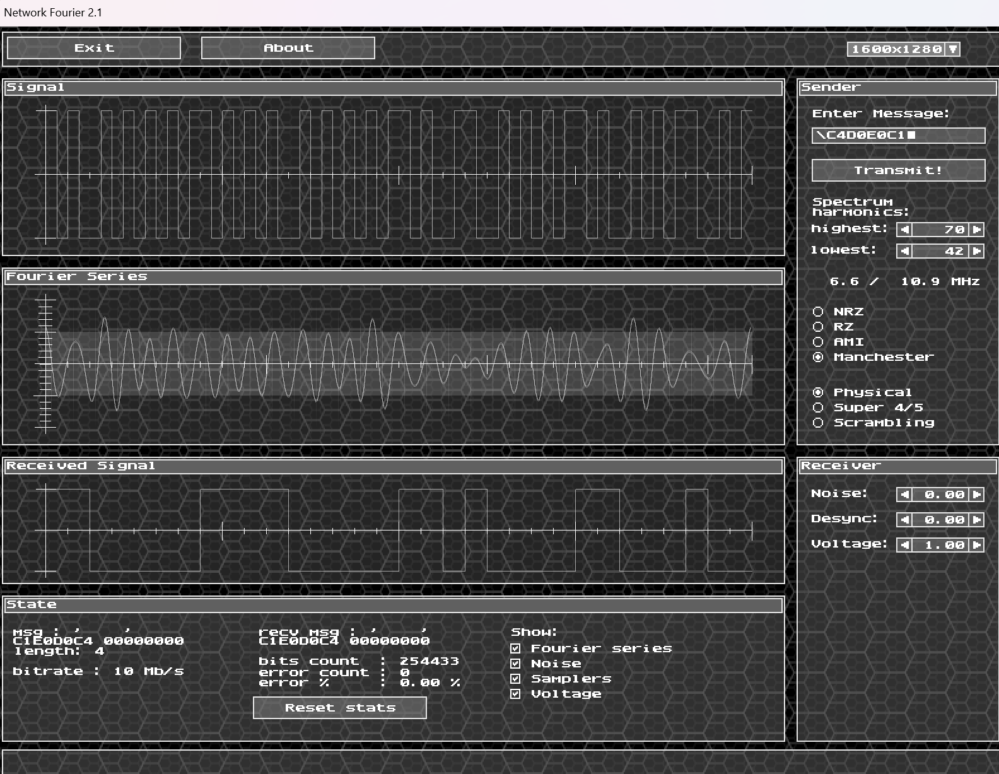 Network Fourier 2.1
Exit
About
1600x1280
Signal
Fourier Series
Received Signal
State
msg : ' '
C1E0D0C4 00000000
length: 4
bitrate : 10 Mb/s
recv msg : ' '
C1E0D0C4 00000000
bits count : 254433
error count : 0
error % : 0.00 %
Reset stats
Show:
Fourier series
Noise
Samplers
Voltage
Sender
Enter Message:
\C4D0E0C1
Transmit!
Spectrum
harmonics:
highest: 70
lowest: 42
6.6 / 10.9 MHz
NRZ
RZ
AMI
Manchester
Physical
Super 4/5
Scrambling
Receiver
Noise: 0.00
Desync: 0.00
Voltage: 1.00